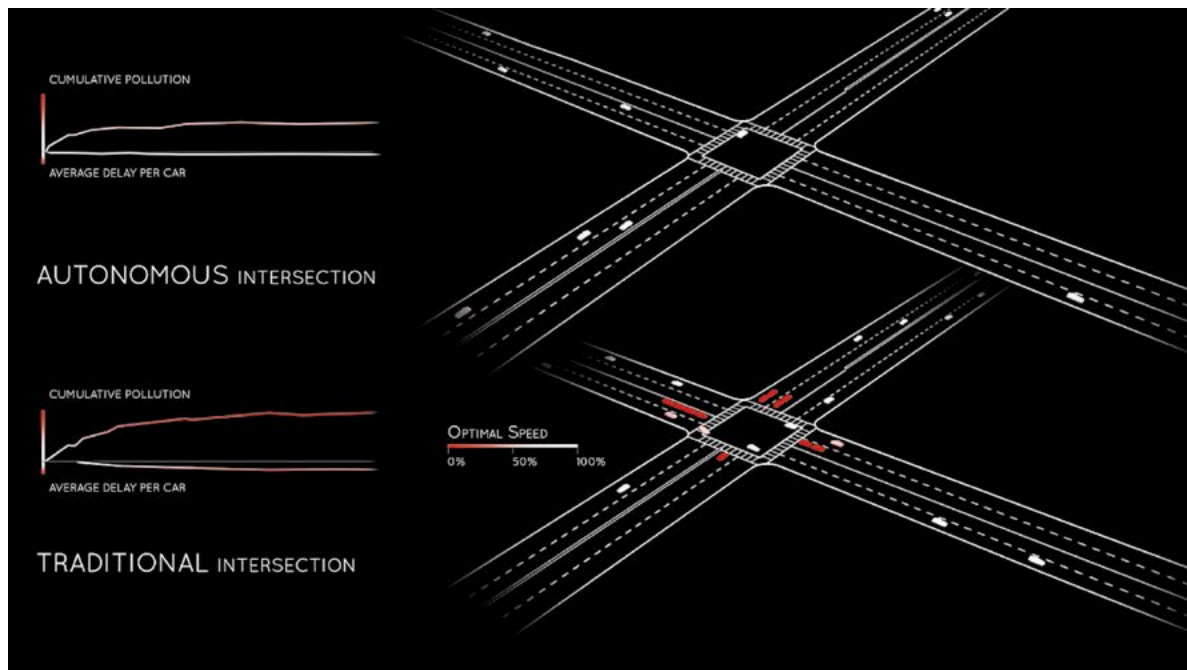 CUMULATIVE POLLUTION
AVERAGE DELAY PER CAR
AUTONOMOUS INTERSECTION
CUMULATIVE POLLUTION
AVERAGE DELAY PER CAR
TRADITIONAL INTERSECTION
OPTIMAL SPEED
0% 50% 100%